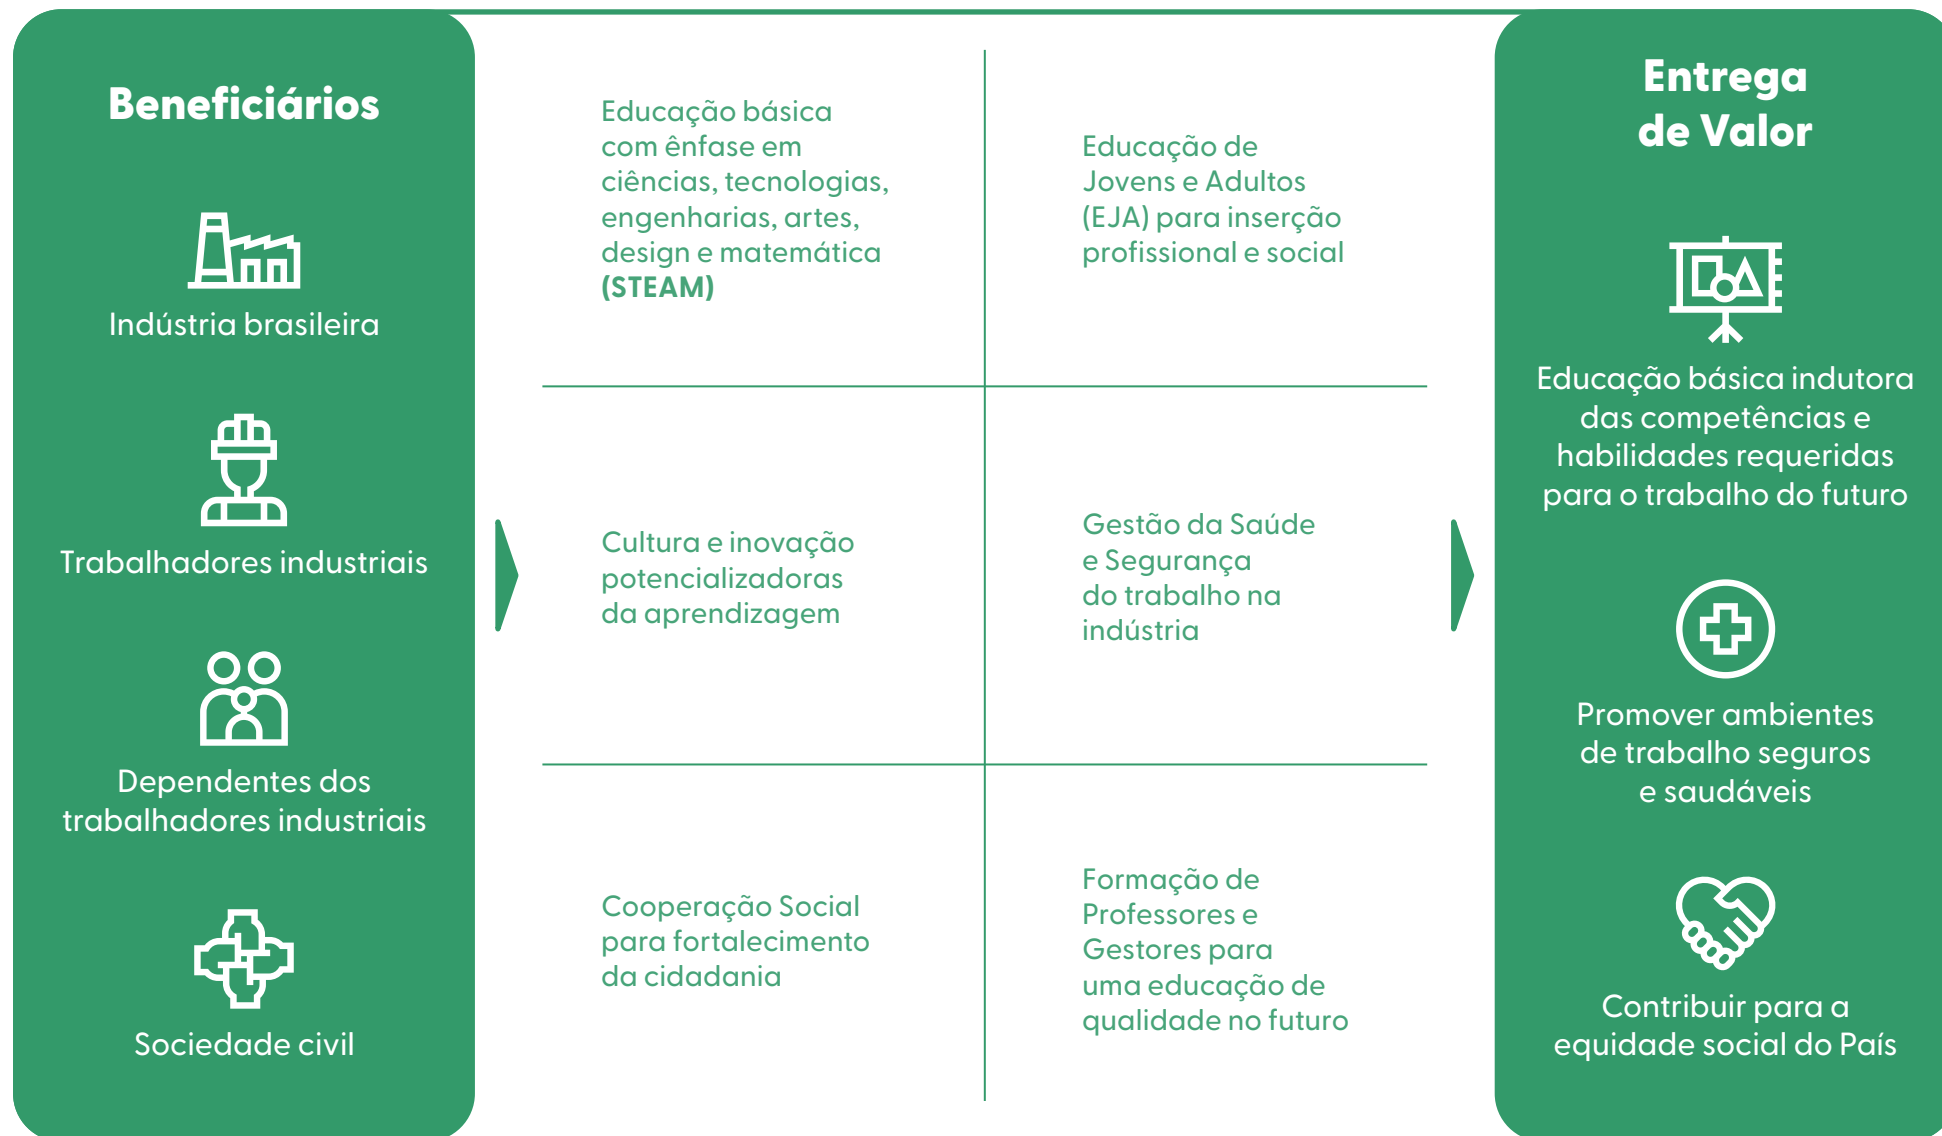 Beneficiários
Indústria brasileira
Trabalhadores industriais
Dependentes dos
trabalhadores industriais
Sociedade civil
Educação básica
com ênfase em
ciências, tecnologias,
engenharias, artes,
design e matemática
(STEAM)
Educação de
Jovens e Adultos
(EJA) para inserção
profissional e social
Cultura e inovação
potencializadoras
da aprendizagem
Gestão da Saúde
e Segurança
do trabalho na
indústria
Cooperação Social
para fortalecimento
da cidadania
Formação de
Professores e
Gestores para
uma educação de
qualidade no futuro
Entrega
de Valor
Educação básica indutora
das competências e
habilidades requeridas
para o trabalho do futuro
Promover ambientes
de trabalho seguros
e saudáveis
Contribuir para a
equidade social do País